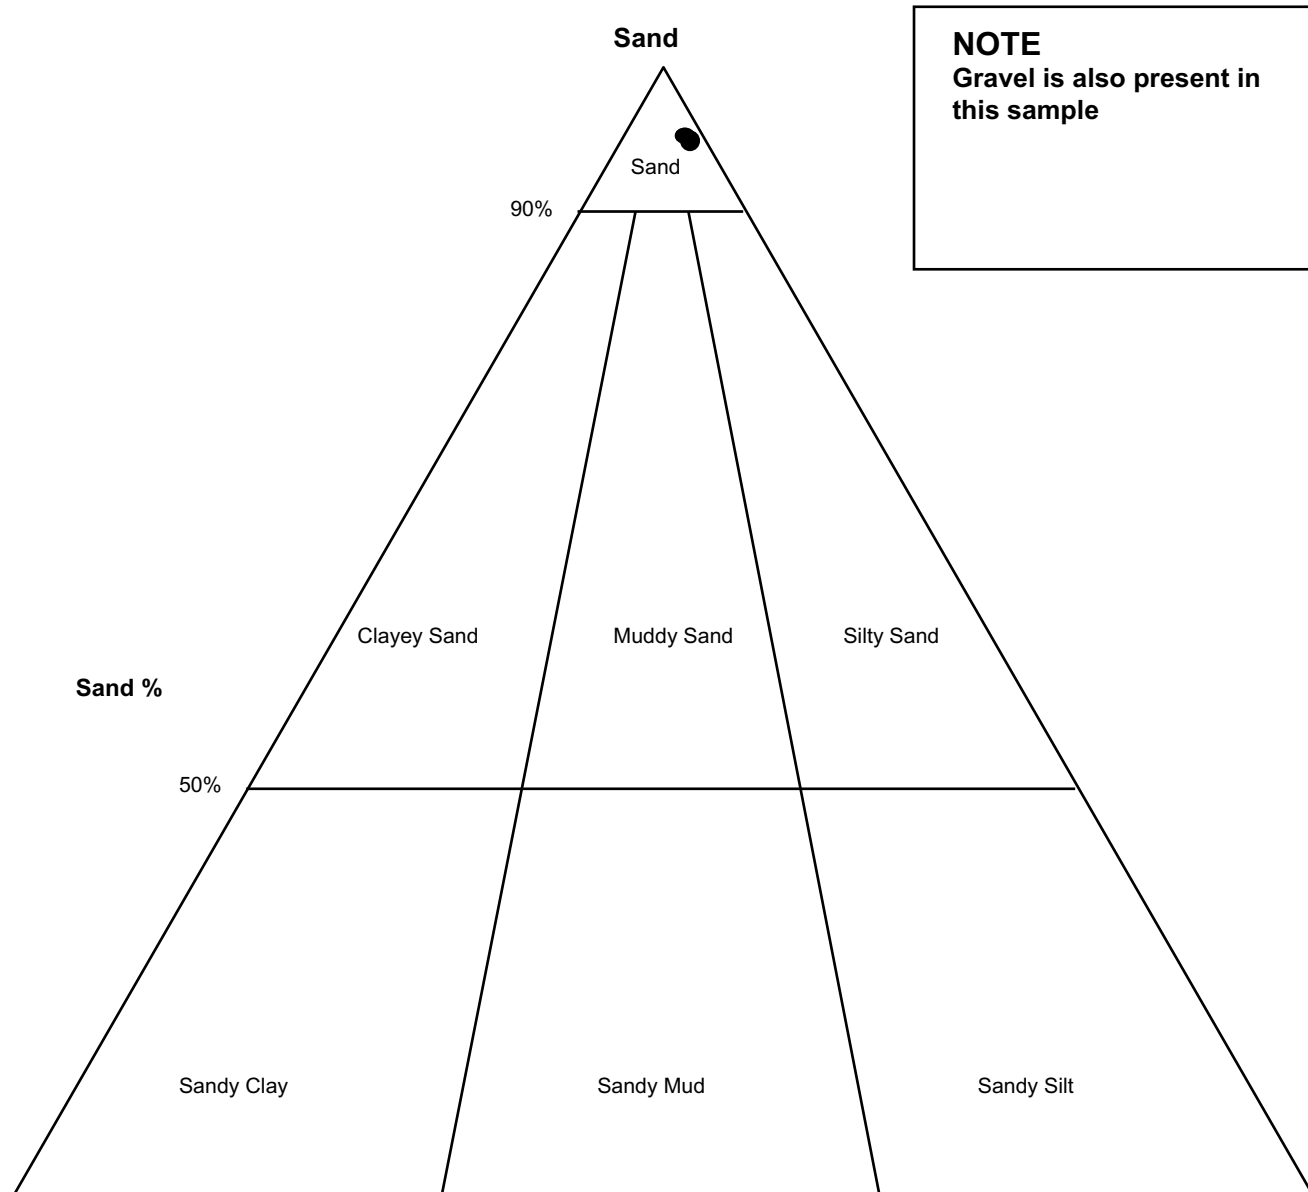 Sand
NOTE
Gravel is also present in
this sample
Sand
90%
Clayey Sand
Muddy Sand
Silty Sand
Sand %
50%
Sandy Clay
Sandy Mud
Sandy Silt